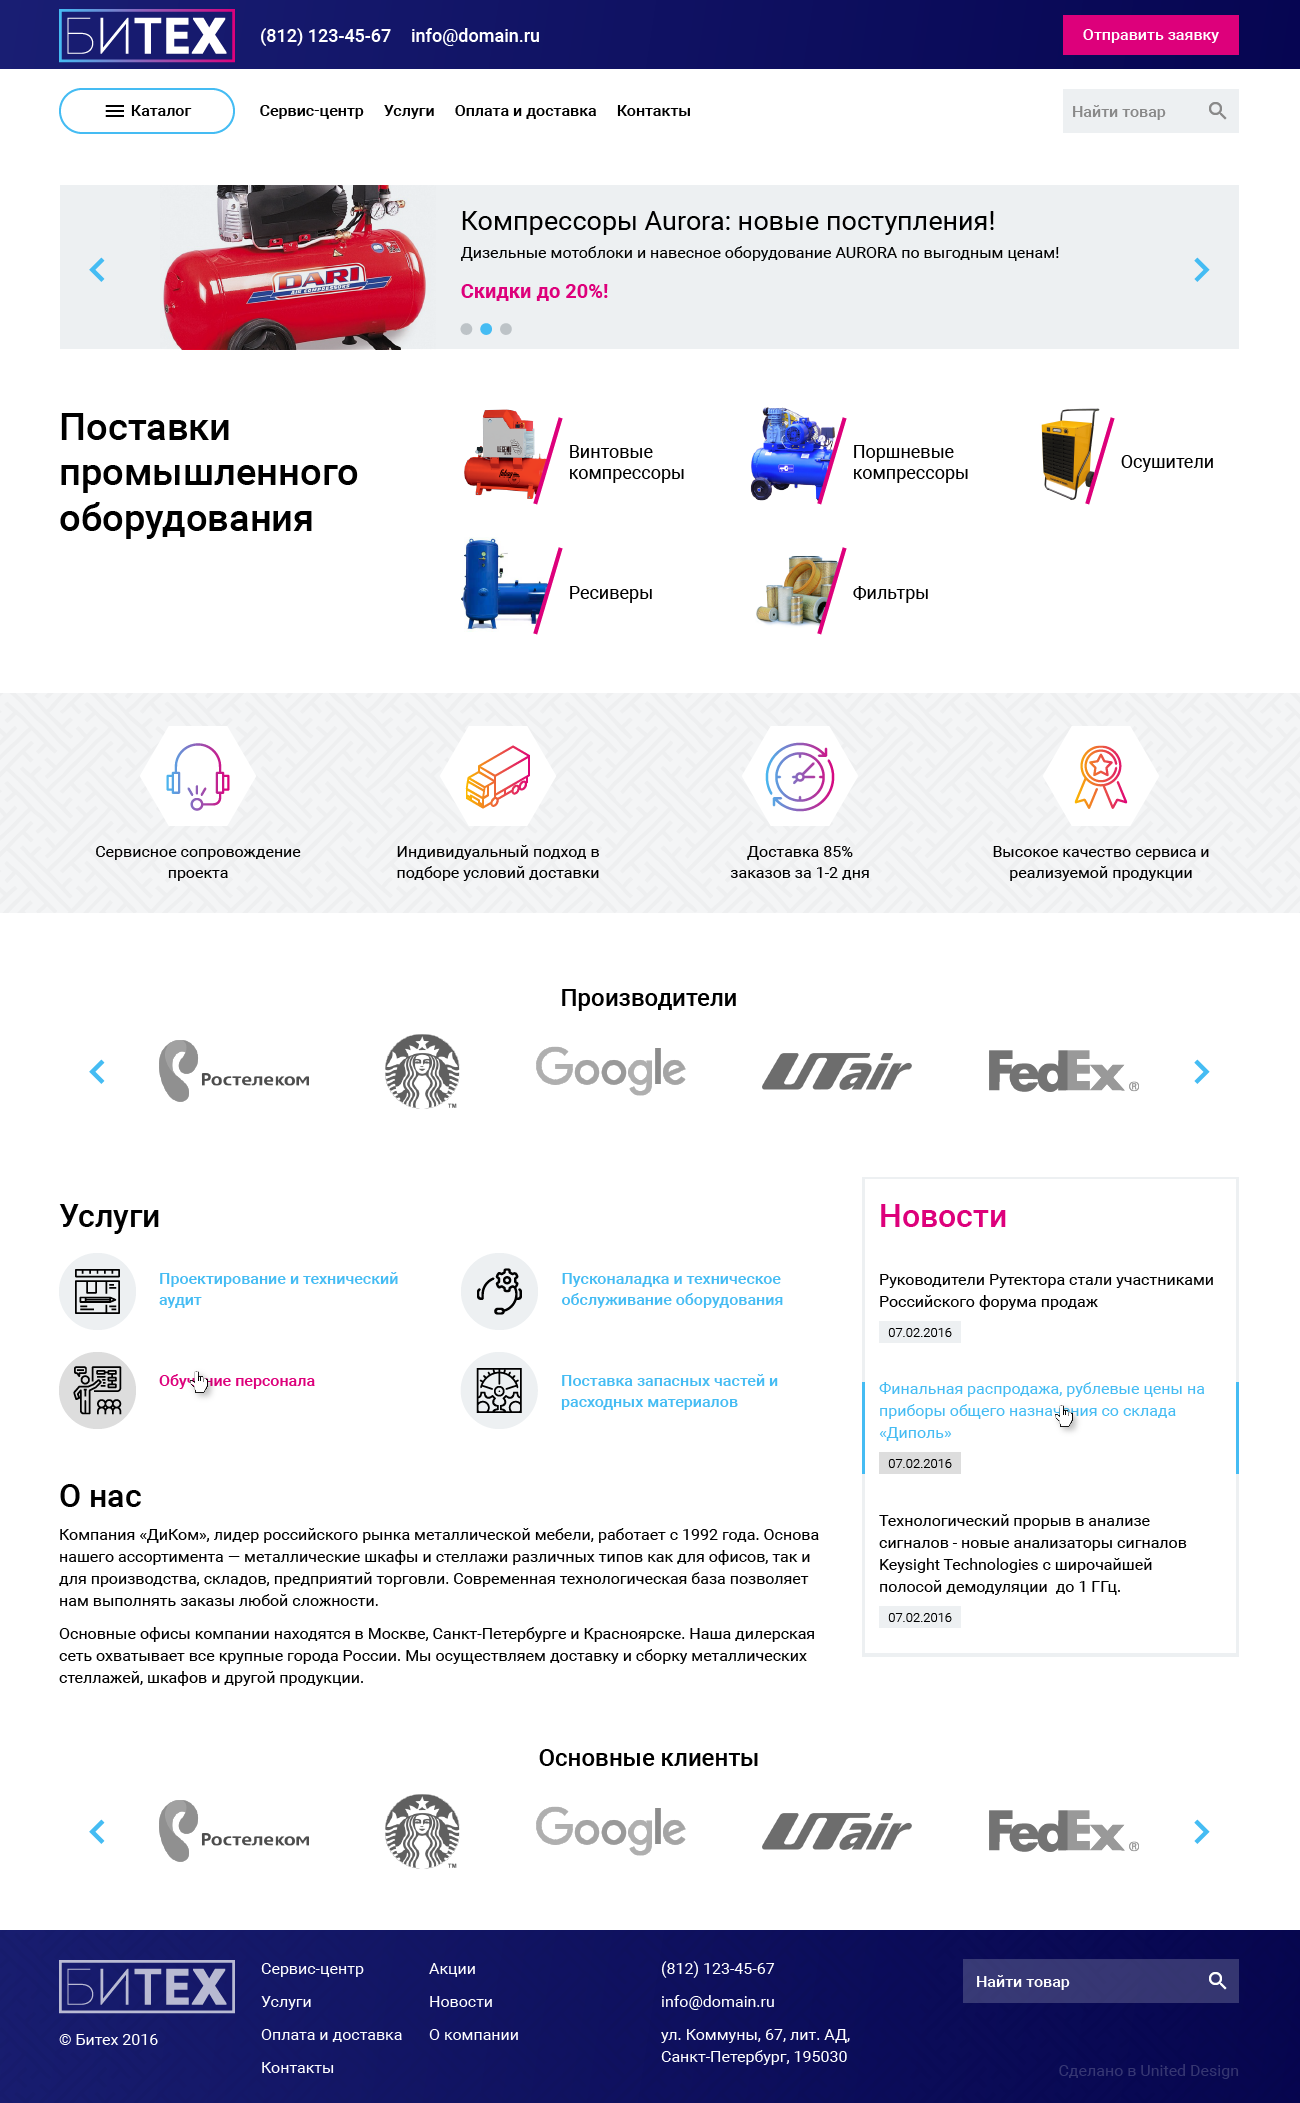 БИТЕХ
(812) 123-45-67 info@domain.ru
Отправить заявку
Каталог
Сервис-центр Услуги Оплата и доставка Контакты
Найти товар
Компрессоры Aurora: новые поступления!
Дизельные мотоблоки и навесное оборудование AURORA по выгодным ценам!
Скидки до 20%!
DARI
AIR COMPRESSORS
Поставки
промышленного
оборудования
Винтовые
компрессоры
Поршневые
компрессоры
Осушители
Ресиверы
Фильтры
Сервисное сопровождение
проекта
Индивидуальный подход в
подборе условий доставки
Доставка 85%
заказов за 1-2 дня
Высокое качество сервиса и
реализуемой продукции
Производители
Ростелеком
TM
Google
UTair
FedEx ®
Услуги
Проектирование и технический
аудит
Пусконаладка и техническое
обслуживание оборудования
Обучение персонала
Поставка запасных частей и
расходных материалов
О нас
Компания «ДиКом», лидер российского рынка металлической мебели, работает с 1992 года. Основа
нашего ассортимента — металлические шкафы и стеллажи различных типов как для офисов, так и
для производства, складов, предприятий торговли. Современная технологическая база позволяет
нам выполнять заказы любой сложности.
Основные офисы компании находятся в Москве, Санкт-Петербурге и Красноярске. Наша дилерская
сеть охватывает все крупные города России. Мы осуществляем доставку и сборку металлических
стеллажей, шкафов и другой продукции.
Новости
Руководители Рутектора стали участниками
Российского форума продаж
07.02.2016
Финальная распродажа, рублевые цены на
приборы общего назначения со склада
«Диполь»
07.02.2016
Технологический прорыв в анализе
сигналов - новые анализаторы сигналов
Keysight Technologies с широчайшей
полосой демодуляции до 1 ГГц.
07.02.2016
Основные клиенты
Ростелеком
TM
Google
UTair
FedEx ®
БИТЕХ
© Битех 2016
Сервис-центр
Услуги
Оплата и доставка
Контакты
Акции
Новости
О компании
(812) 123-45-67
info@domain.ru
ул. Коммуны, 67, лит. АД,
Санкт-Петербург, 195030
Найти товар
Сделано в United Design